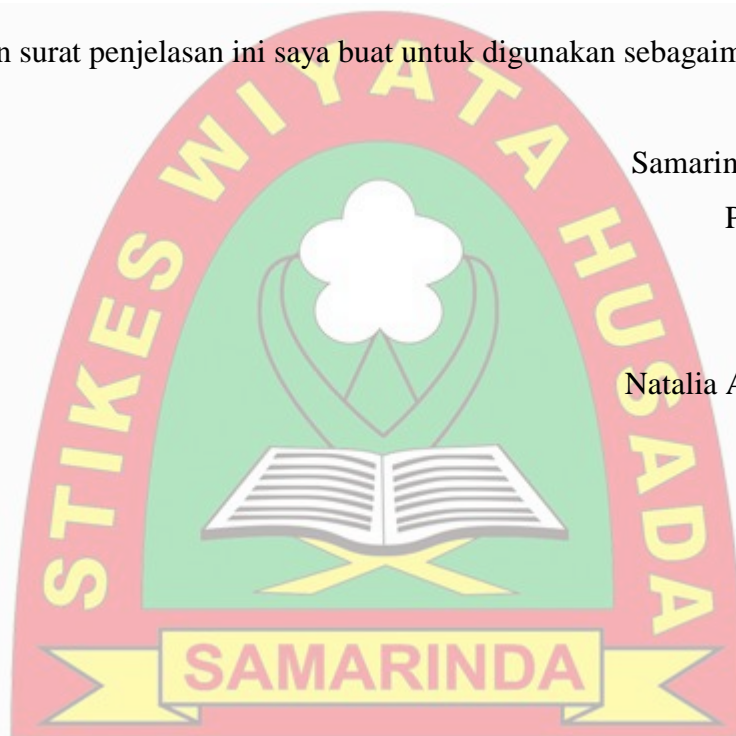 n surat penjelasan ini saya buat untuk digunakan sebagaim
Samarin
P
Natalia A
STIKES WIYATA HUSADA
SAMARINDA